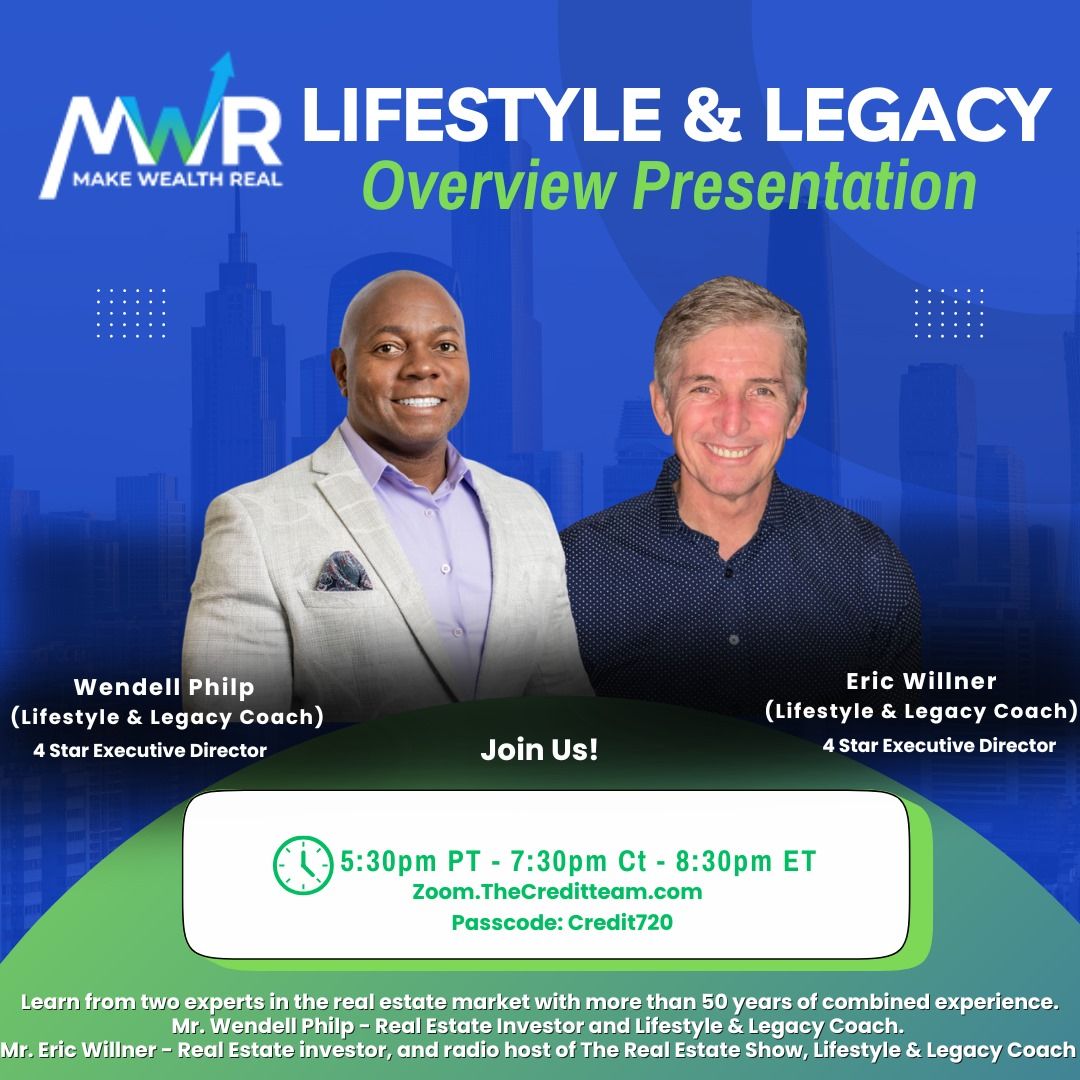 MWR
MAKE WEALTH REAL
LIFESTYLE & LEGACY
Overview Presentation
Wendell Philp
(Lifestyle & Legacy Coach)
4 Star Executive Director
Eric Willner
(Lifestyle & Legacy Coach)
4 Star Executive Director
Join Us!
5:30pm PT - 7:30pm Ct - 8:30pm ET
Zoom.TheCreditteam.com
Passcode: Credit720
Learn from two experts in the real estate market with more than 50 years of combined experience.
Mr. Wendell Philp - Real Estate Investor and Lifestyle & Legacy Coach.
Mr. Eric Willner - Real Estate investor, and radio host of The Real Estate Show, Lifestyle & Legacy Coach